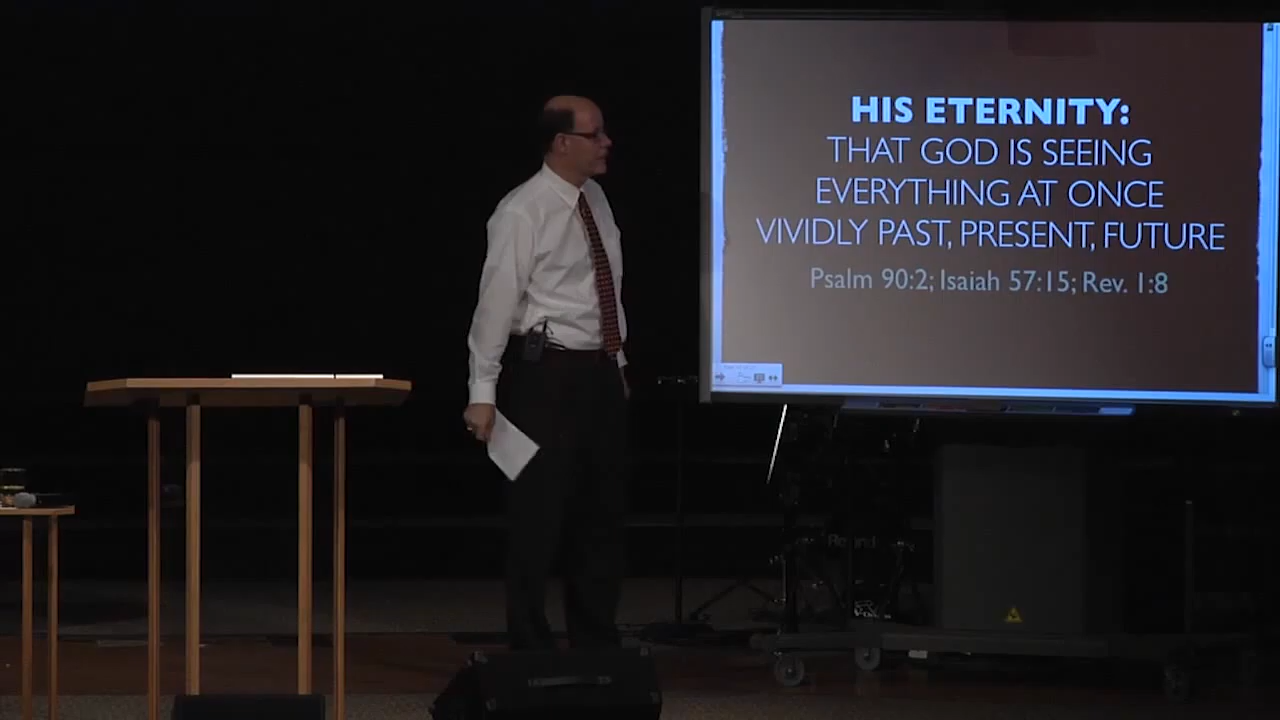 HIS ETERNITY:
THAT GOD IS SEEING
EVERYTHING AT ONCE
VIVIDLY PAST, PRESENT, FUTURE
Psalm 90:2; Isaiah 57:15; Rev. 1:8
Roland